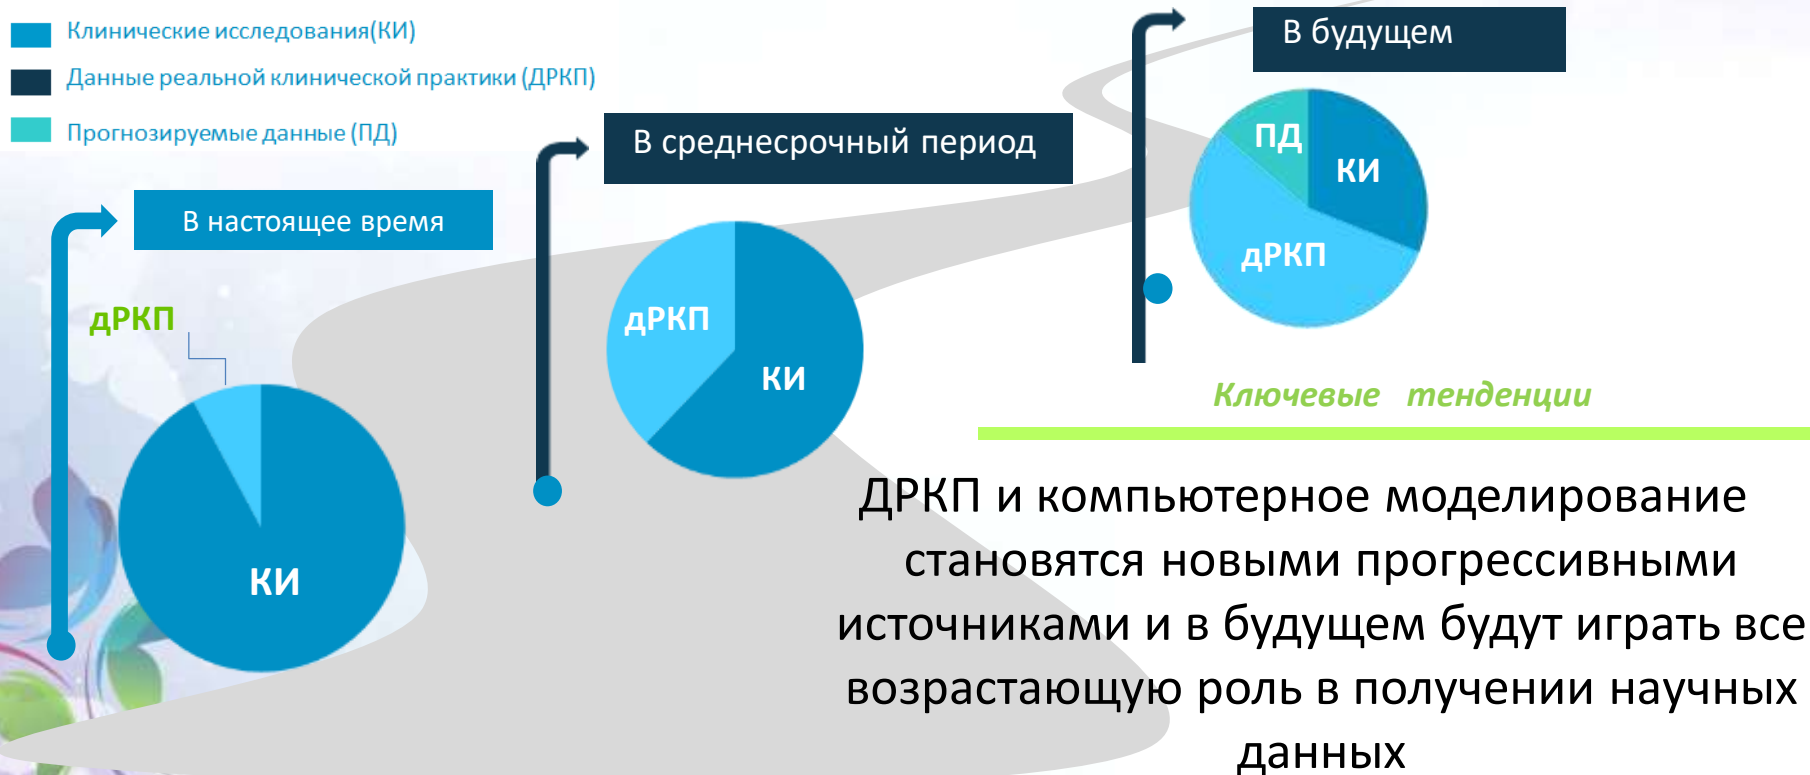 Клинические исследования(КИ)
Данные реальной клинической практики (ДРКП)
Прогнозируемые данные (ПД)
В настоящее время
дРКП
КИ
В среднесрочный период
дРКП
КИ
В будущем
ПД
КИ
дРКП
Ключевые тенденции
ДРКП и компьютерное моделирование
становятся новыми прогрессивными
источниками и в будущем будут играть все
возрастающую роль в получении научных
данных